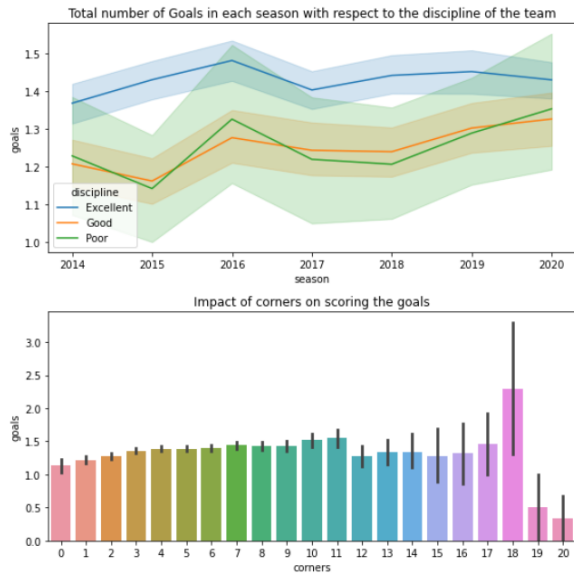 Total number of Goals in each season with respect to the discipline of the team
1.5
1.4
1.3
1.2
1.1
1.0
goals
discipline
Excellent
Good
Poor
2014 2015 2016 2017 2018 2019 2020
season
Impact of corners on scoring the goals
3.0
2.5
2.0
1.5
1.0
0.5
0.0
goals
0 1 2 3 4 5 6 7 8 9 10 11 12 13 14 15 16 17 18 19 20
corners